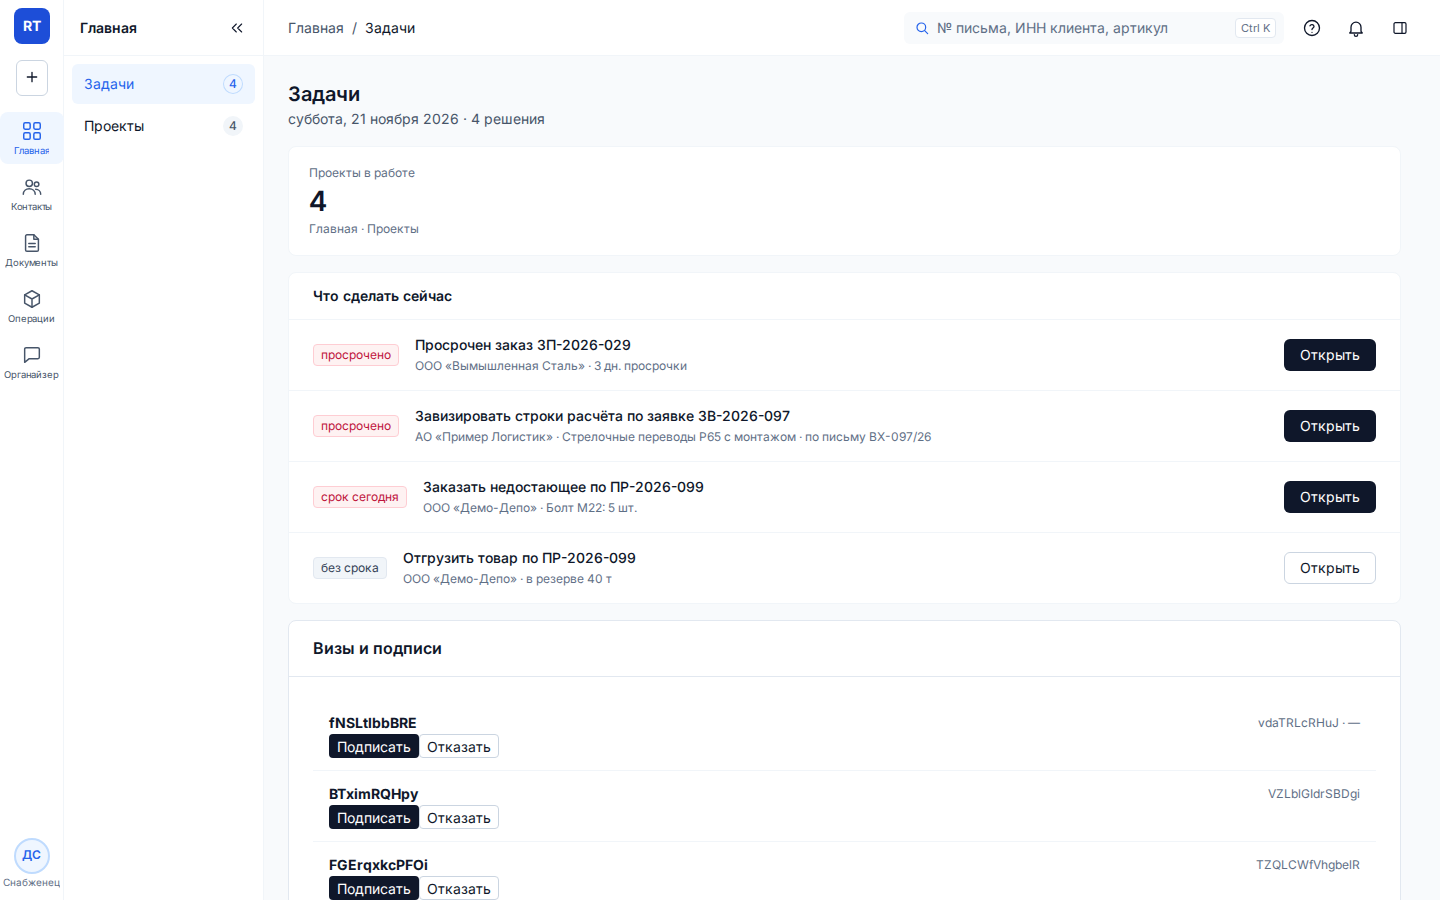 RT
Главная
Главная / Задачи
№ письма, ИНН клиента, артикул
Ctrl K
+
Задачи 4
Проекты 4
Главная
Контакты
Документы
Операции
Органайзер
ДС
Снабженец
Задачи
суббота, 21 ноября 2026 · 4 решения
Проекты в работе
4
Главная · Проекты
Что сделать сейчас
просрочено
Просрочен заказ ЗП-2026-029
ООО «Вымышленная Сталь» · 3 дн. просрочки
Открыть
просрочено
Завизировать строки расчёта по заявке ЗВ-2026-097
АО «Пример Логистик» · Стрелочные переводы Р65 с монтажом · по письму ВХ-097/26
Открыть
срок сегодня
Заказать недостающее по ПР-2026-099
ООО «Демо-Депо» · Болт М22: 5 шт.
Открыть
без срока
Отгрузить товар по ПР-2026-099
ООО «Демо-Депо» · в резерве 40 т
Открыть
Визы и подписи
fNSLtIbbBRE
vdaTRLcRHuJ · —
Подписать Отказать
BTximRQHpy
VZLbIGIdrSBDgi
Подписать Отказать
FGErqxkcPFOi
TZQLCWfVhgbeIR
Подписать Отказать